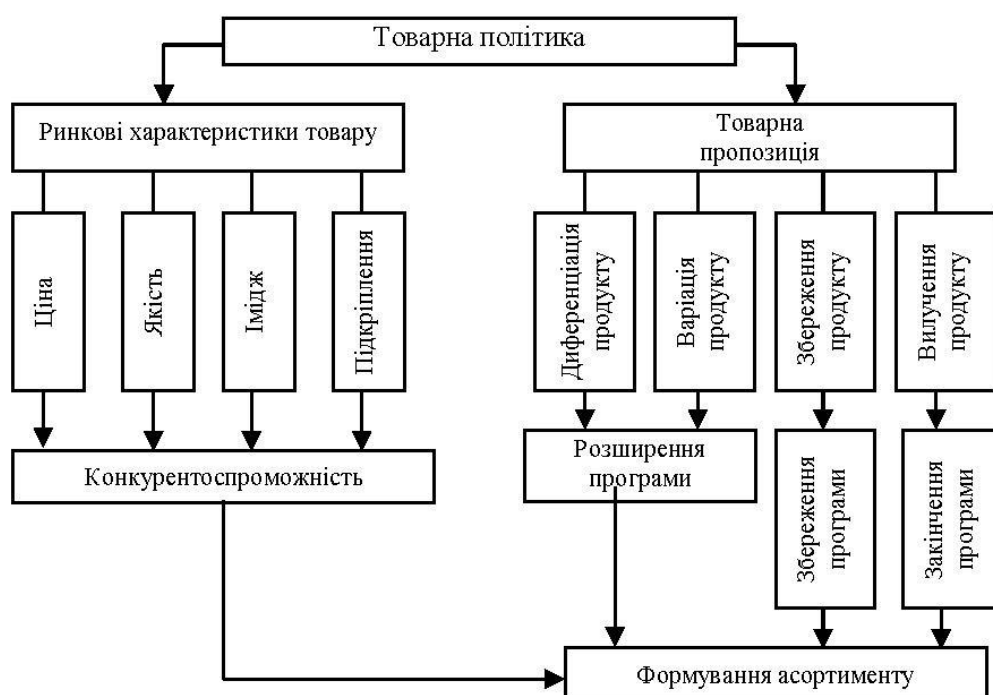 Товарна політика
Ринкові характеристики товару
Товарна
пропозиція
Ціна
Якість
Імідж
Підкріплення
Диференціація
продукту
Варіація
продукту
Збереження
продукту
Вилучення
продукту
Конкурентоспроможність
Розширення
програми
Збереження
програми
Закінчення
програми
Формування асортименту